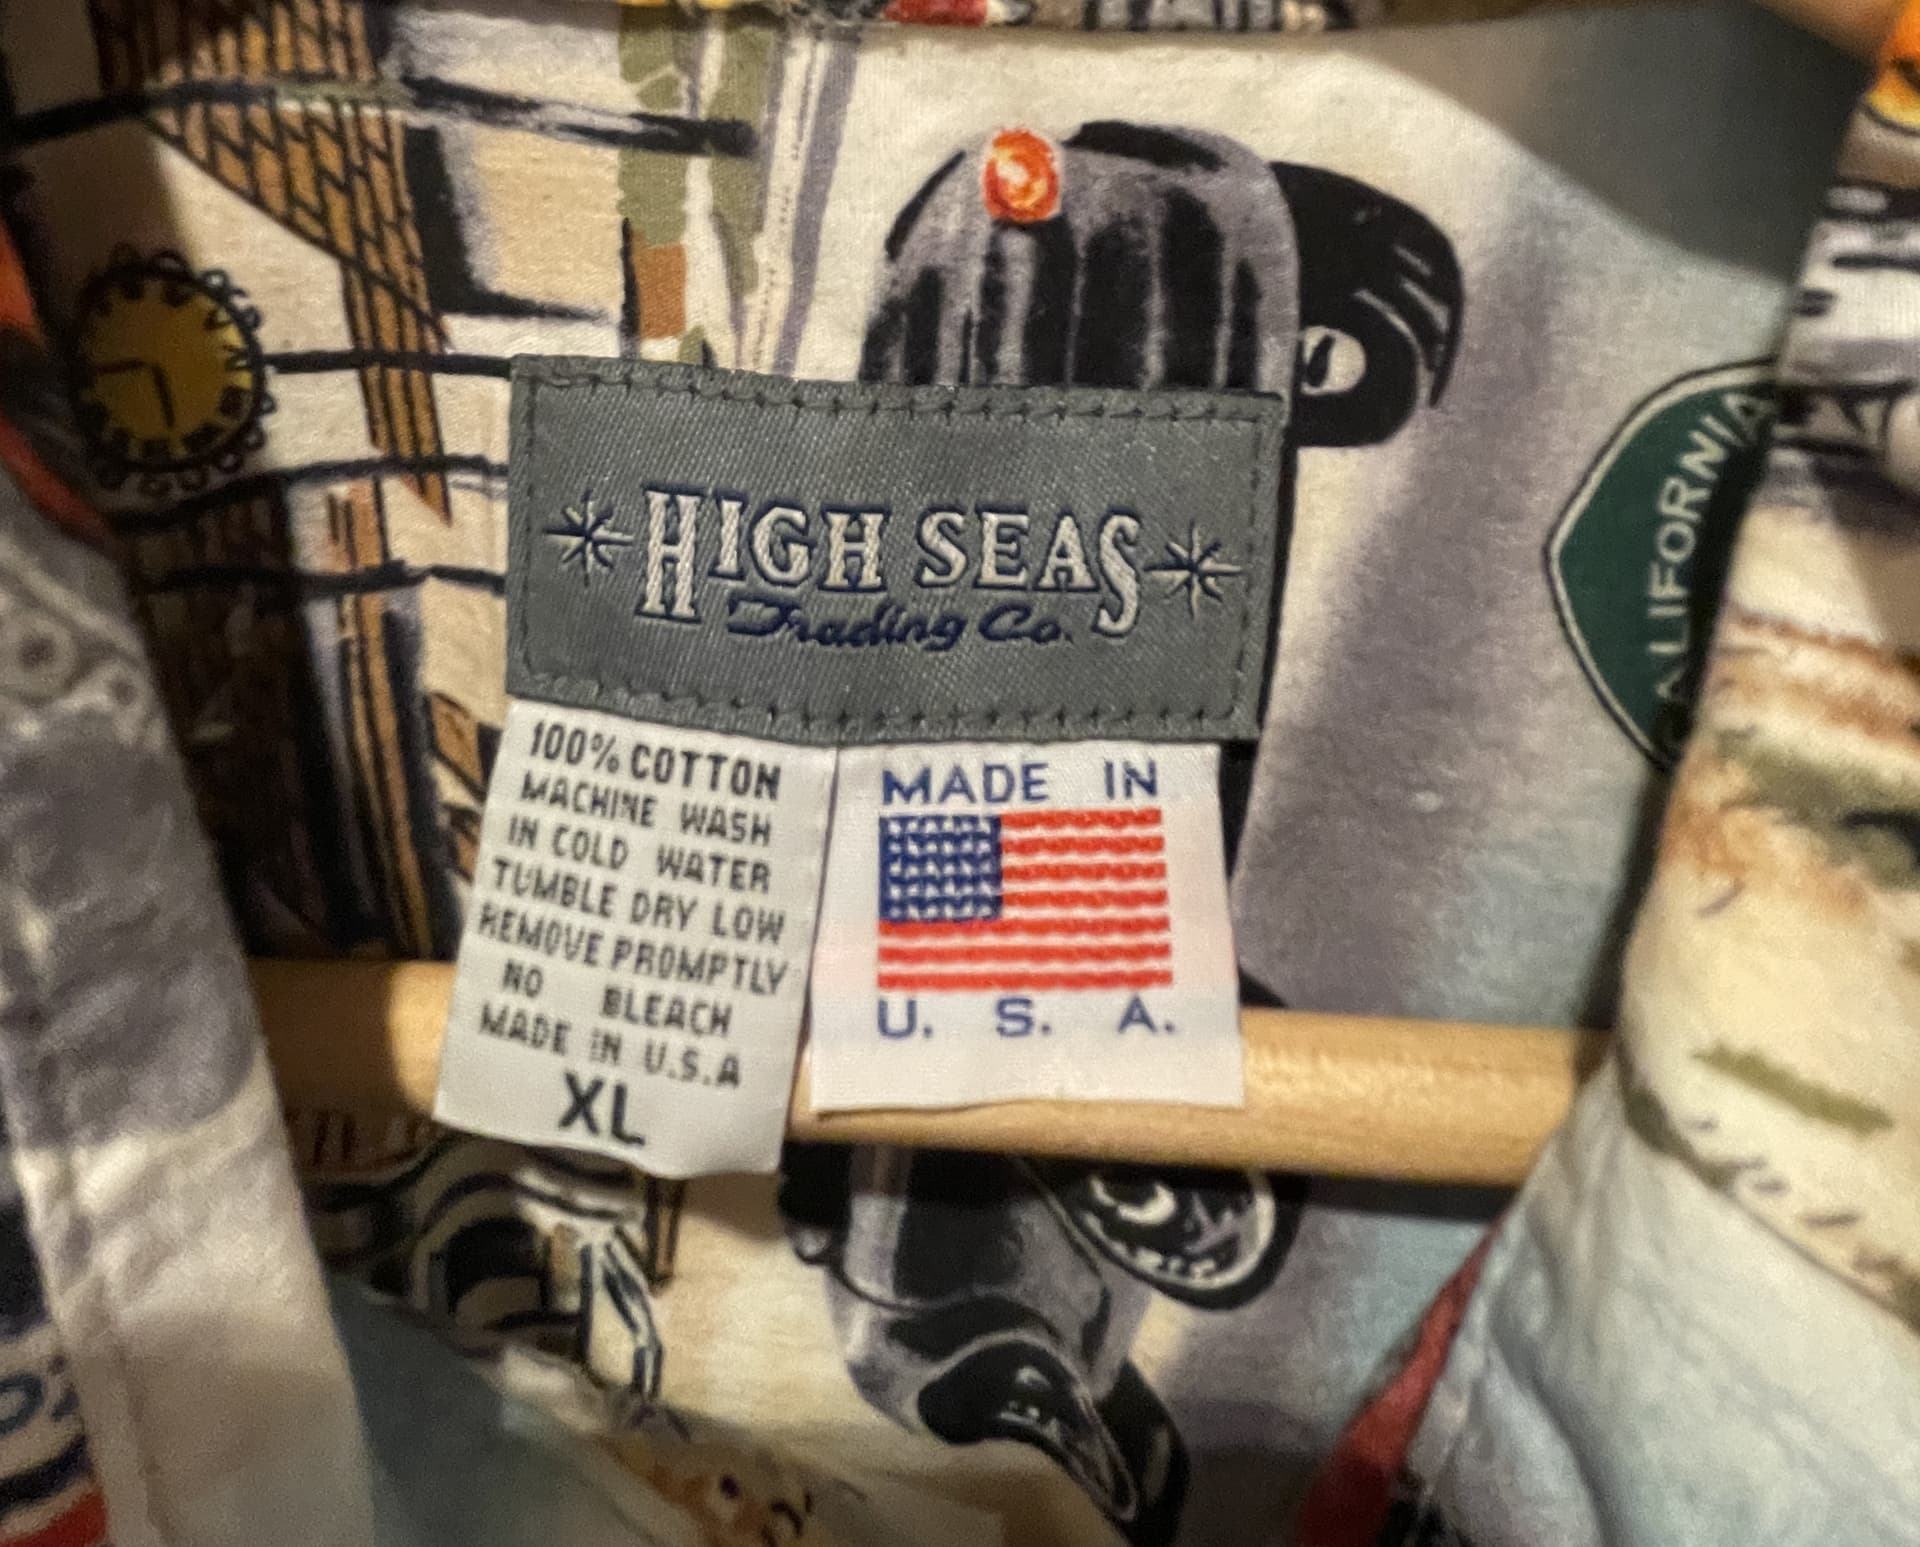 HIGH SEAS
Trading Co.
100% COTTON
MACHINE WASH
IN COLD WATER
TUMBLE DRY LOW
REMOVE PROMPTLY
NO BLEACH
MADE IN U.S.A
XL
MADE IN
U. S. A.
CALIFORNIA